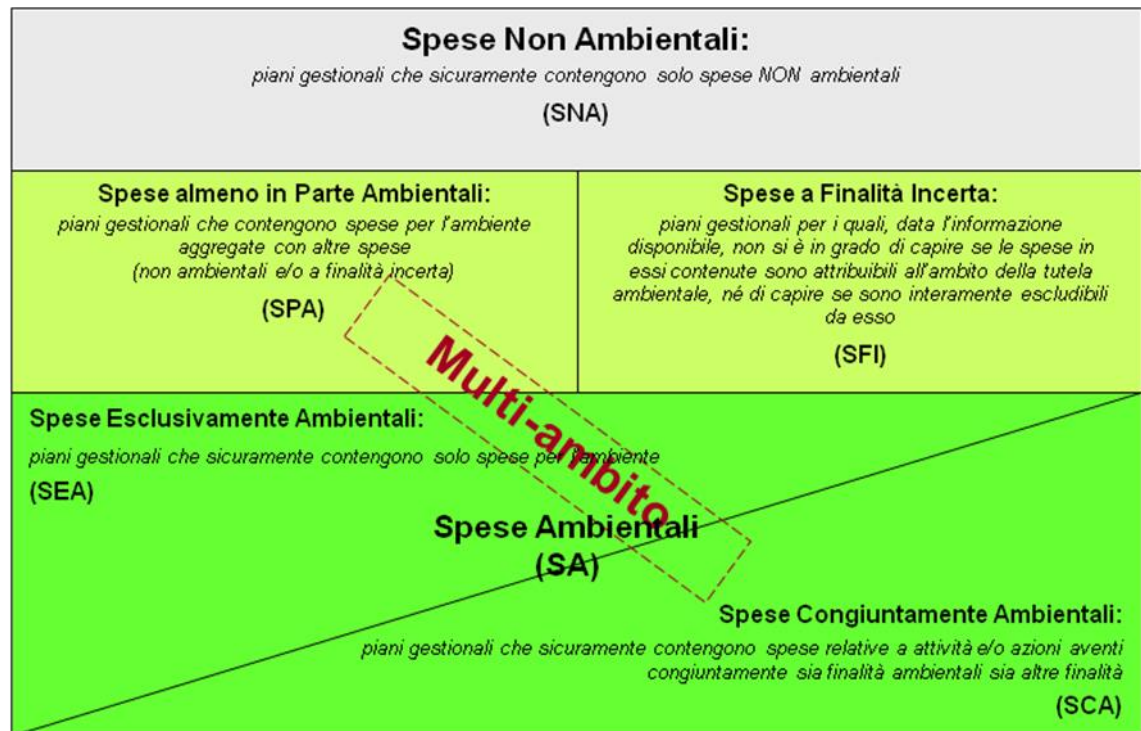 Spese Non Ambientali:
piani gestionali che sicuramente contengono solo spese NON ambientali
(SNA)
Spese almeno in Parte Ambientali:
piani gestionali che contengono spese per l'ambiente
aggregate con altre spese
(non ambientali e/o a finalità incerta)
(SPA)
Spese a Finalità Incerta:
piani gestionali per i quali, data l'informazione
disponibile, non si è in grado di capire se le spese in
essi contenute sono attribuibili all'ambito della tutela
ambientale, né di capire se sono interamente escludibili
da esso
(SFI)
Multi-ambito
Spese Esclusivamente Ambientali:
piani gestionali che sicuramente contengono solo spese per l'ambiente
(SEA)
Spese Ambientali
(SA)
Spese Congiuntamente Ambientali:
piani gestionali che sicuramente contengono spese relative a attività e/o azioni aventi
congiuntamente sia finalità ambientali sia altre finalità
(SCA)